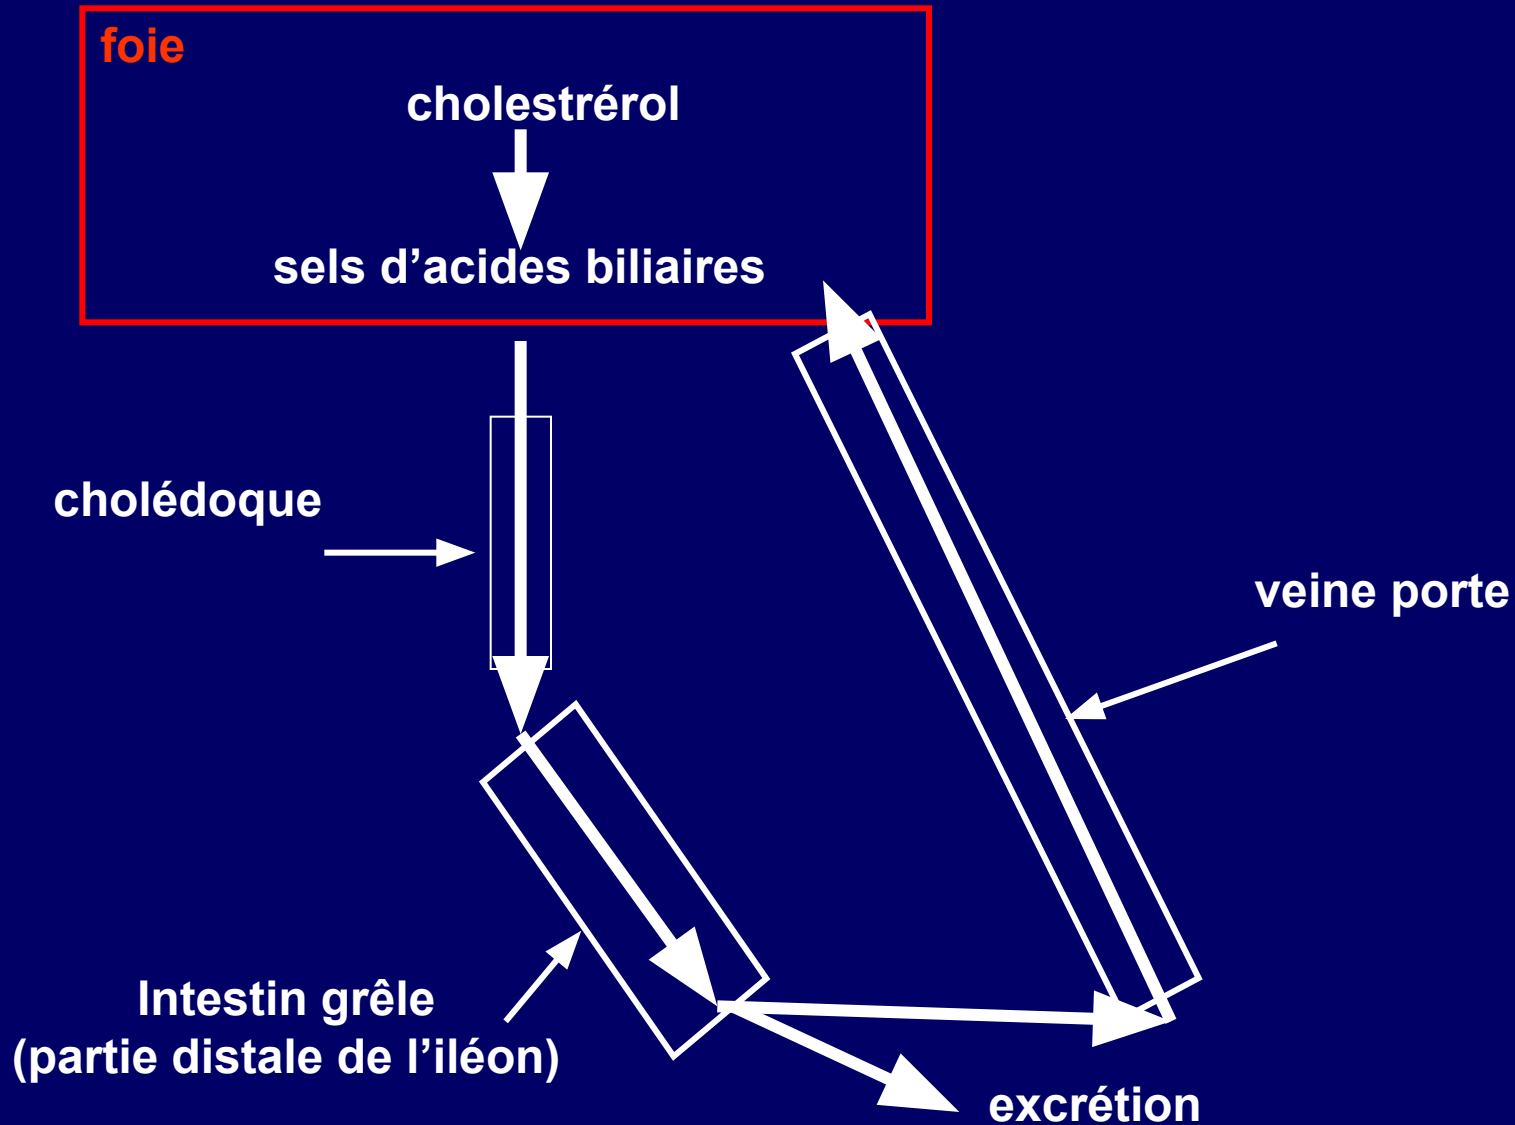 foie
cholestrérol
sels d’acides biliaires
cholédoque
veine porte
Intestin grêle
(partie distale de l’iléon)
excrétion